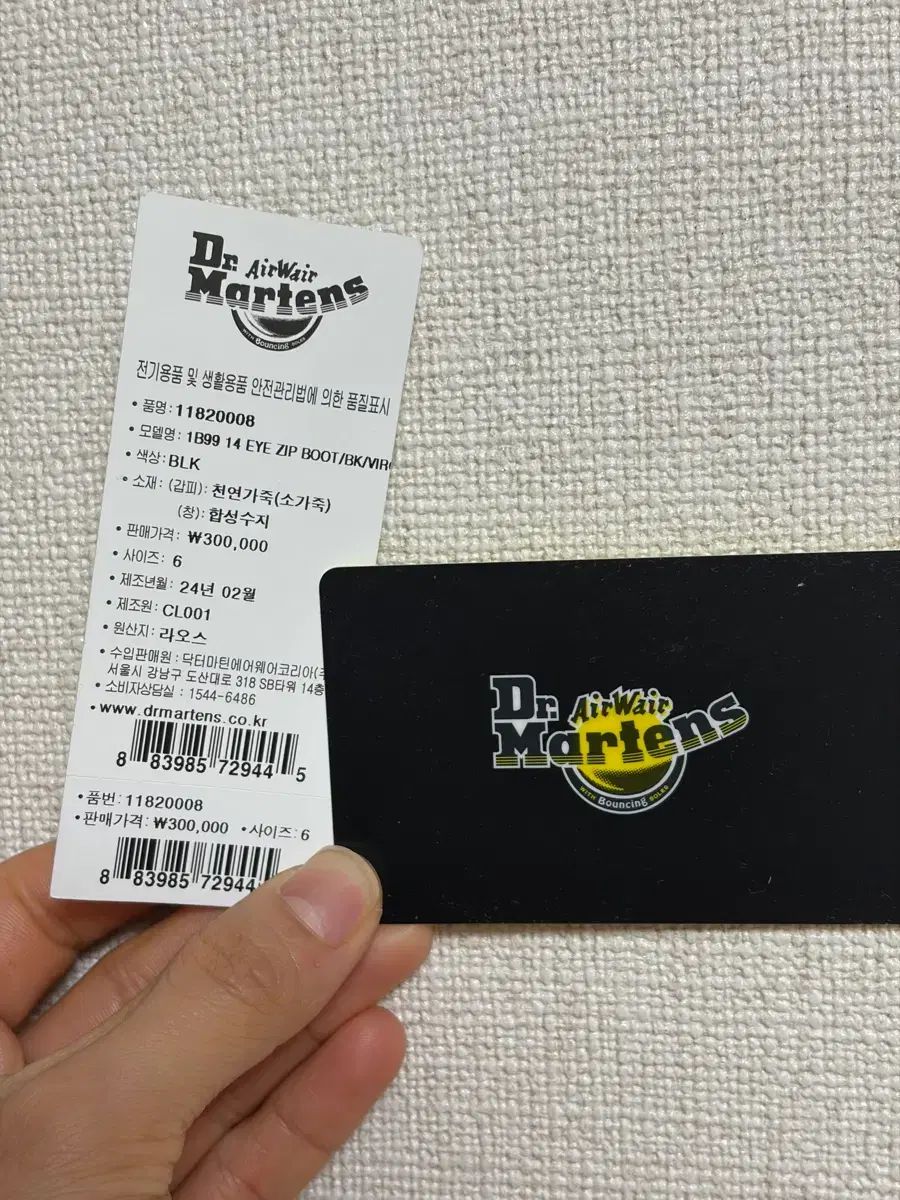 Dr. AirWair
Martens
WITH Bouncing SOLES
전기용품 및 생활용품 안전관리법에 의한 품질표시
• 품명: 11820008
• 모델명: 1B99 14 EYE ZIP BOOT/BK/VIR
• 색상: BLK
• 소재: (갑피): 천연가죽(소가죽)
(창): 합성수지
• 판매가격: ₩300,000
• 사이즈: 6
• 제조년월: 24년 02월
• 제조원: CL001
• 원산지: 라오스
• 수입판매원 : 닥터마틴에어웨어코리아(주
서울시 강남구 도산대로 318 SB타워 14층
• 소비자상담실 : 1544-6486
• www.drmartens.co.kr
8 83985 72944 5
• 품번: 11820008
• 판매가격: ₩300,000 • 사이즈: 6
8 83985 72944
Dr. AirWair
Martens
WITH Bouncing SOLES